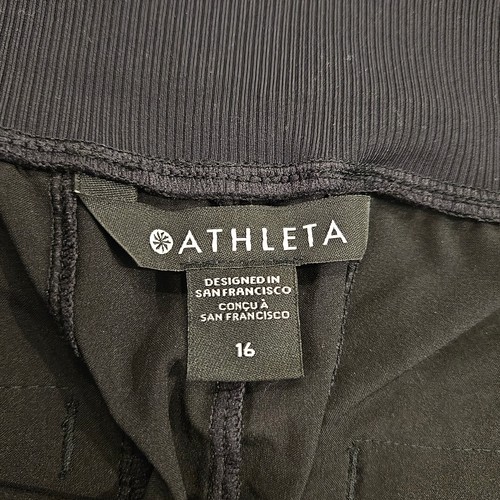 ATHLETA
DESIGNED IN
SAN FRANCISCO
CONÇU À
SAN FRANCISCO
16